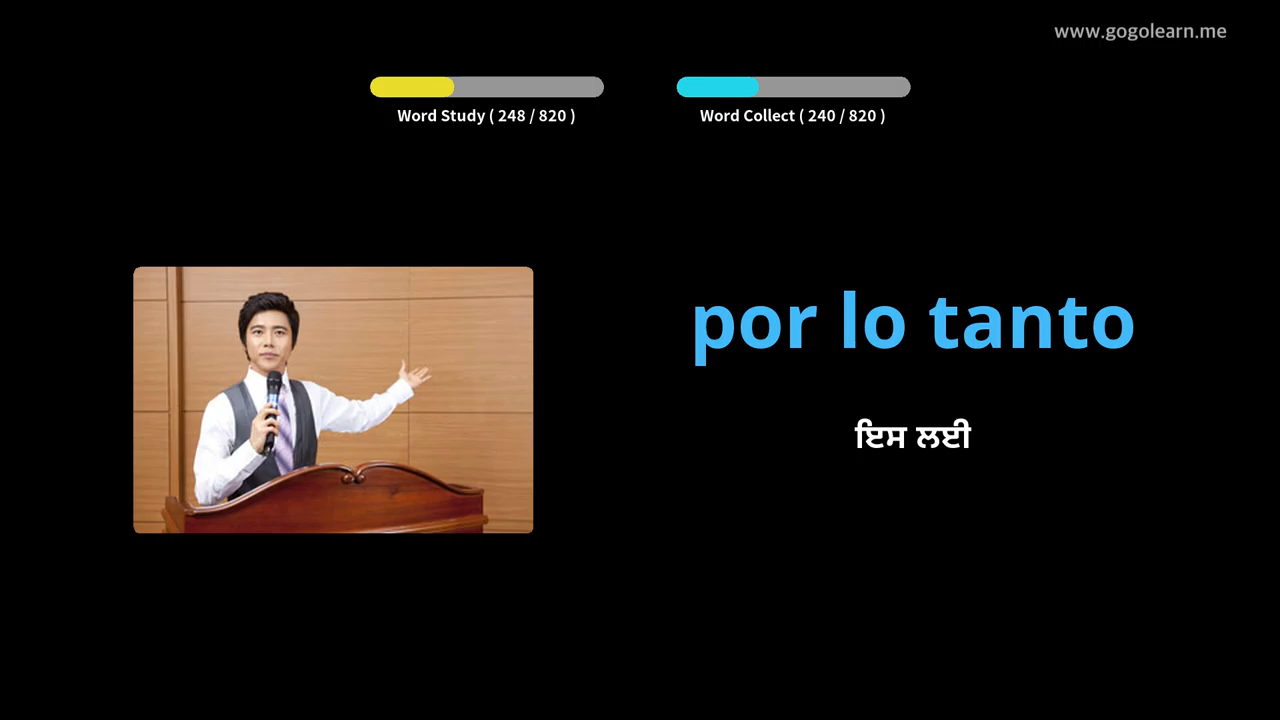 www.gogolearn.me
Word Study ( 248 / 820 )
Word Collect ( 240 / 820 )
por lo tanto
ਇਸ ਲਈ